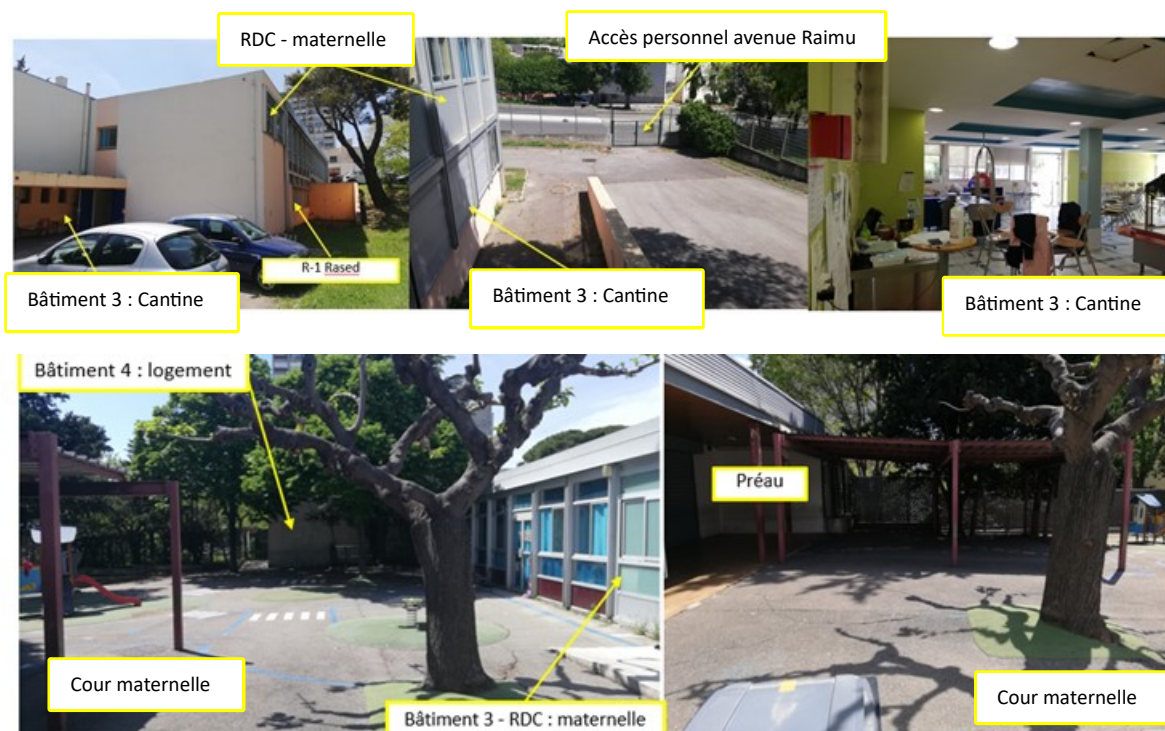 RDC - maternelle
Accès personnel avenue Raimu
R-1 Rased
Bâtiment 3 : Cantine
Bâtiment 3 : Cantine
Bâtiment 3 : Cantine
Bâtiment 4 : logement
Préau
Cour maternelle
Bâtiment 3 - RDC : maternelle
Cour maternelle